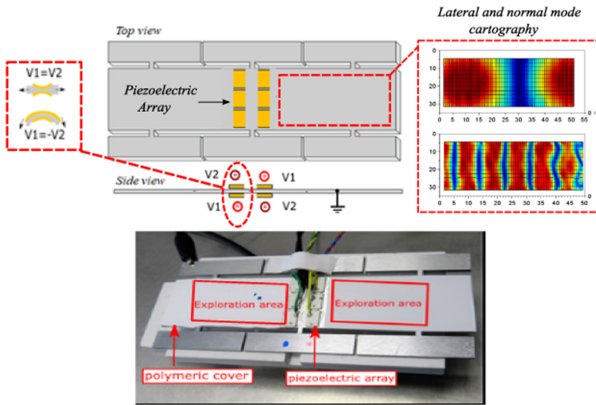 Top view
Lateral and normal mode
cartography
V1=V2
V1=-V2
Piezoelectric
Array
0
10
20
30
0 5 10 15 20 25 30 35 40 45 50 55
0
0
10
20
30
0 5 10 15 20 25 30 35 40 45 50
0
Side view
V2
V1
V1
V2
Exploration area
Exploration area
polymeric cover
piezoelectric array